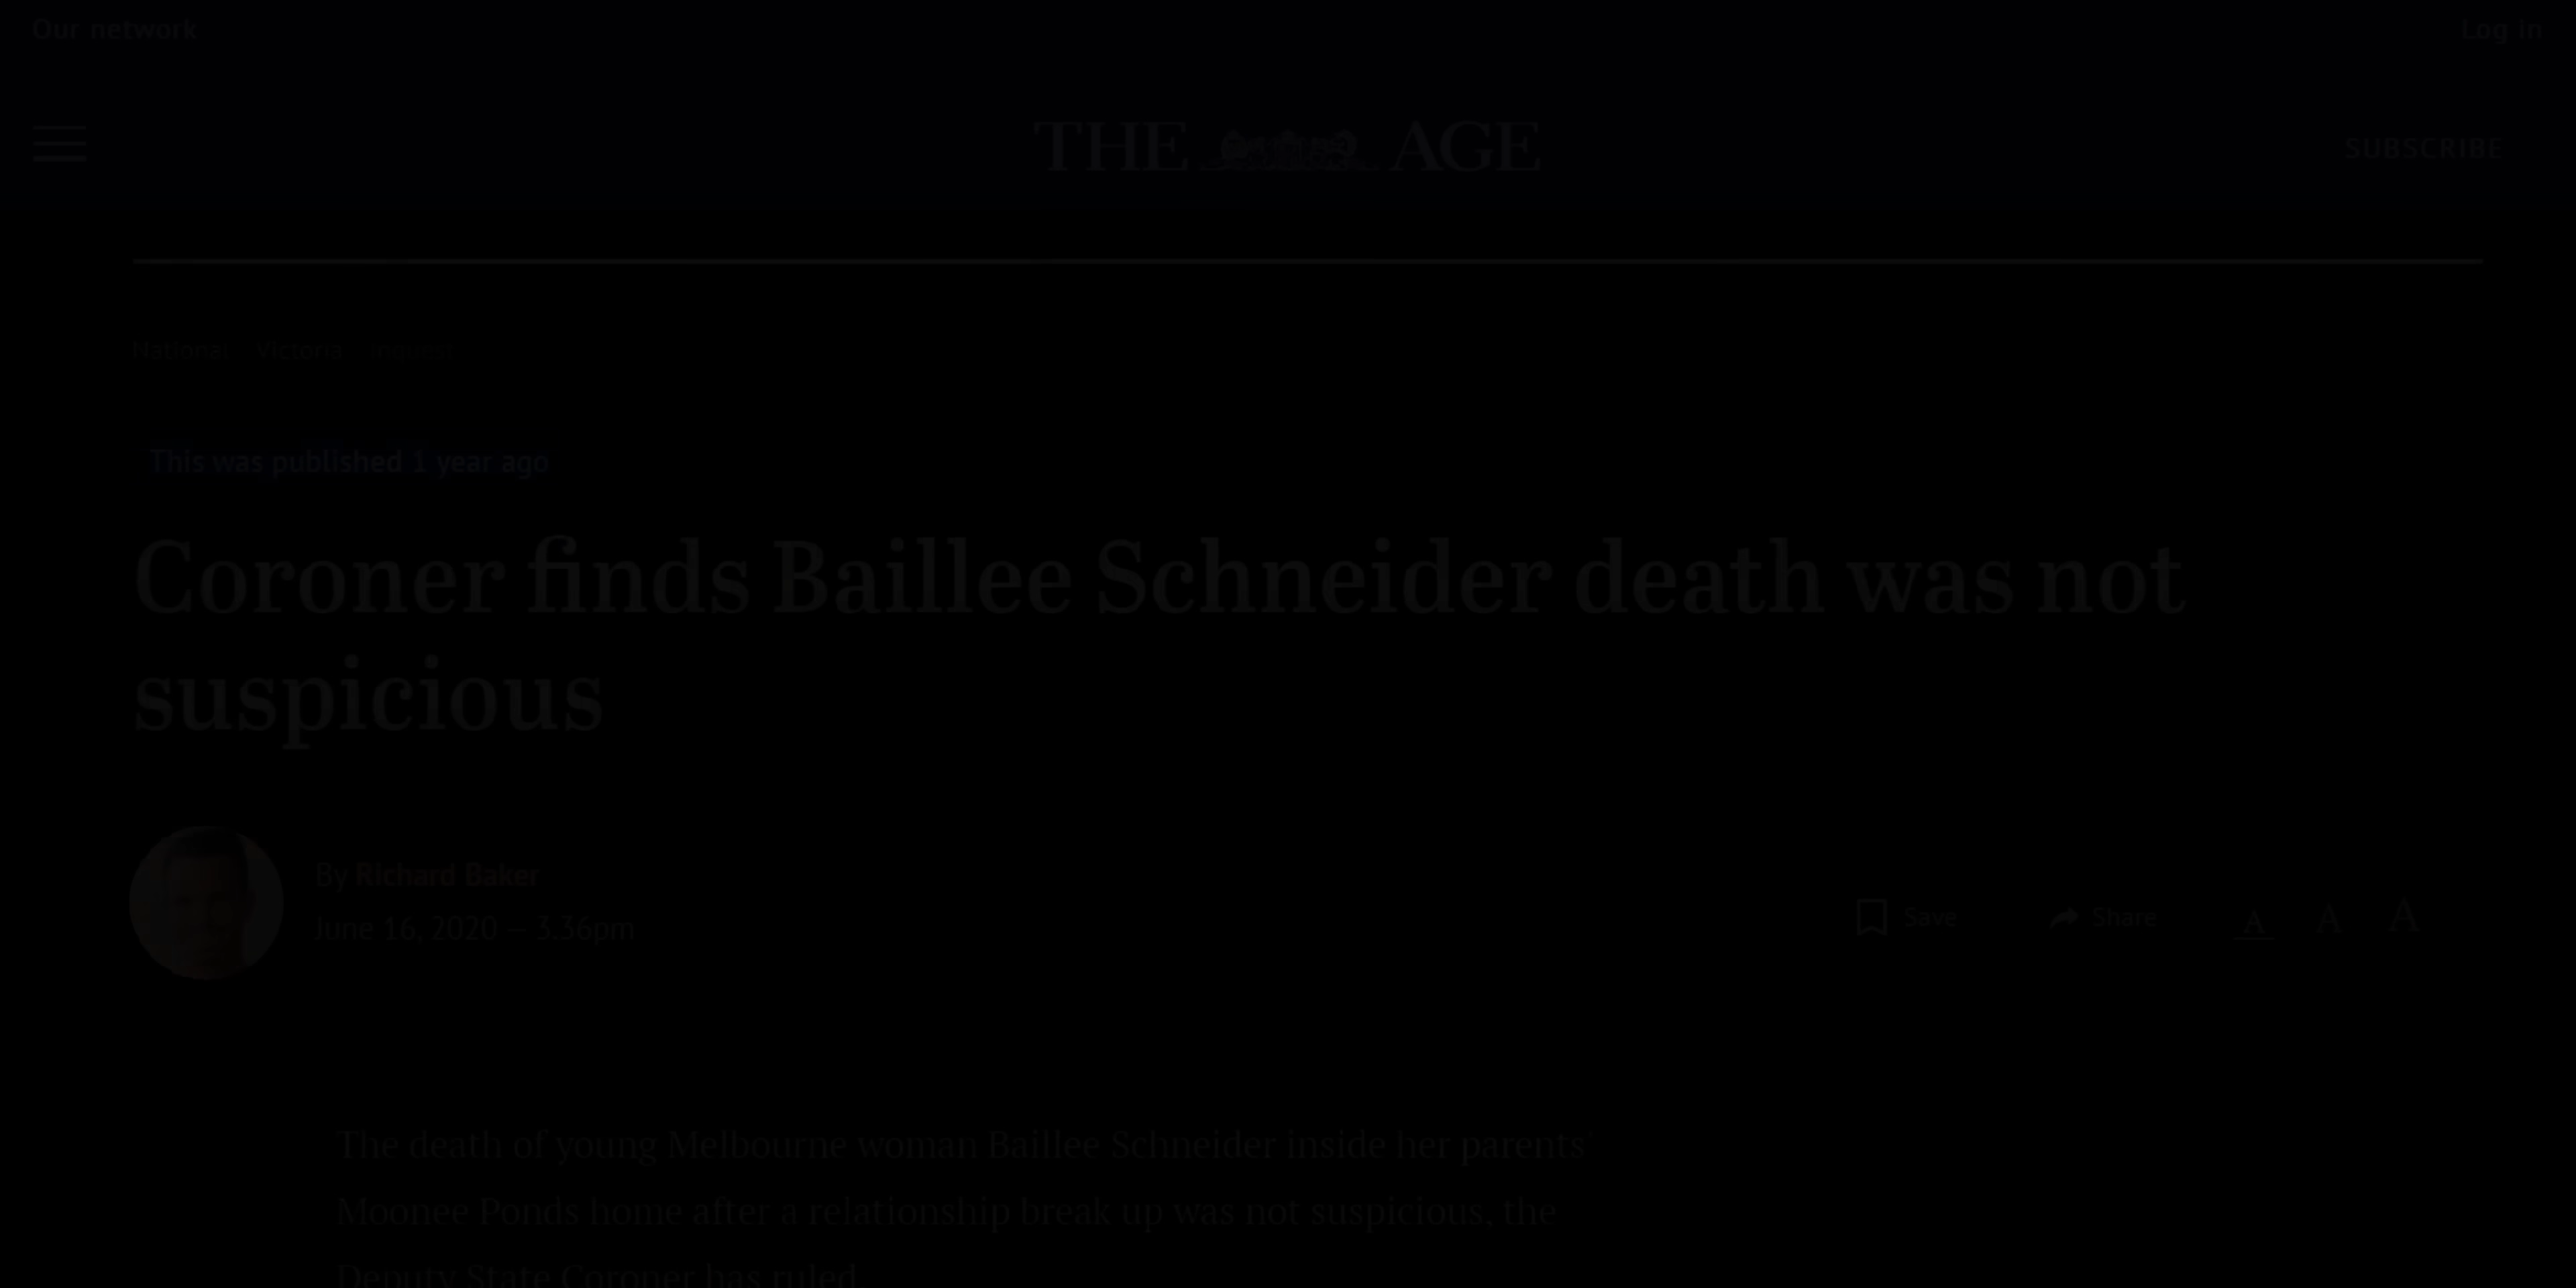 Our network
Log in
THE AGE
SUBSCRIBE
National Victoria Inquest
This was published 1 year ago
Coroner finds Baillee Schneider death was not
suspicious
By Richard Baker
June 16, 2020 — 3.36pm
Save
Share
A A A
The death of young Melbourne woman Baillee Schneider inside her parents'
Moonee Ponds home after a relationship break up was not suspicious, the
Deputy State Coroner has ruled.